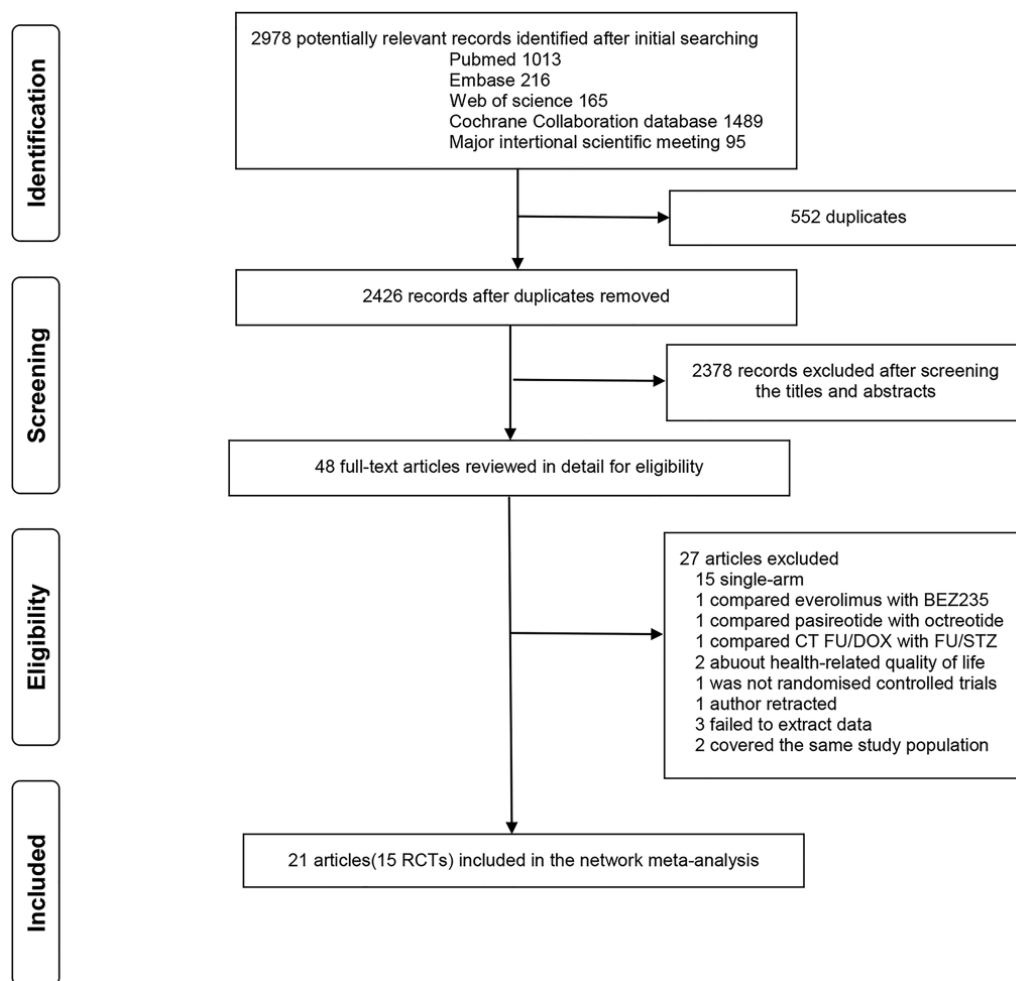 Identification
2978 potentially relevant records identified after initial searching
Pubmed 1013
Embase 216
Web of science 165
Cochrane Collaboration database 1489
Major intertional scientific meeting 95
552 duplicates
Screening
2426 records after duplicates removed
2378 records excluded after screening
the titles and abstracts
48 full-text articles reviewed in detail for eligibility
Eligibility
27 articles excluded
15 single-arm
1 compared everolimus with BEZ235
1 compared pasireotide with octreotide
1 compared CT FU/DOX with FU/STZ
2 abuout health-related quality of life
1 was not randomised controlled trials
1 author retracted
3 failed to extract data
2 covered the same study population
Included
21 articles(15 RCTs) included in the network meta-analysis